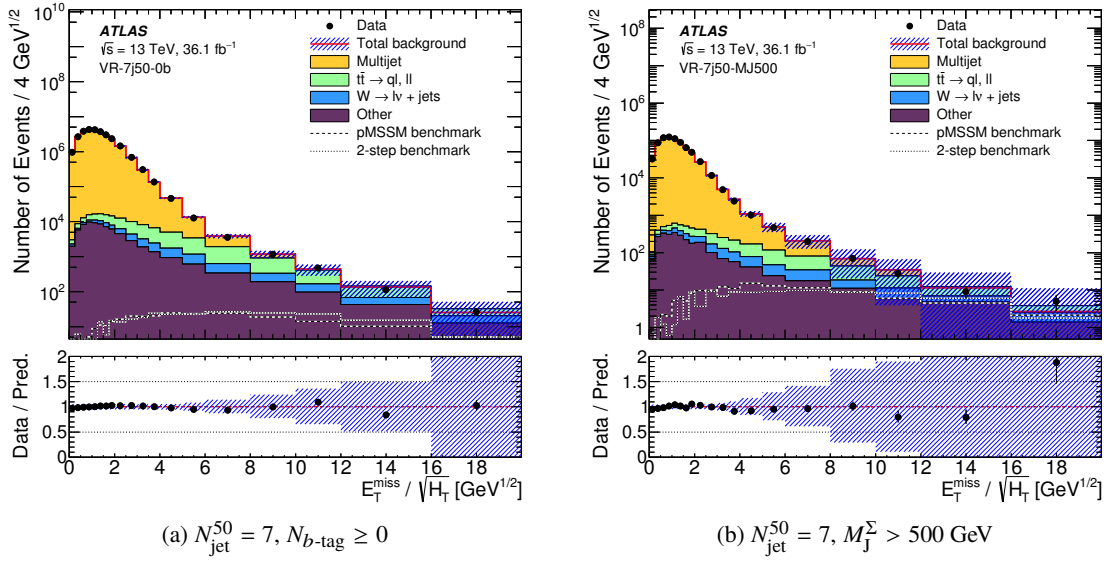 Number of Events / 4 GeV^{1/2}
10^{10}
10^{8}
10^{6}
10^{4}
10^{2}
ATLAS
√s = 13 TeV, 36.1 fb^{-1}
VR-7j50-0b
Data
Total background
Multijet
tt̄ → ql, ll
W → lν + jets
Other
pMSSM benchmark
2-step benchmark
Data / Pred.
2
1.5
1
0.5
0
0 2 4 6 8 10 12 14 16 18
E_T^{miss} / √H_T [GeV^{1/2}]
(a) N_{jet}^{50} = 7, N_{b-tag} ≥ 0
Number of Events / 4 GeV^{1/2}
10^{8}
10^{6}
10^{4}
10^{2}
1
ATLAS
√s = 13 TeV, 36.1 fb^{-1}
VR-7j50-MJ500
Data
Total background
Multijet
tt̄ → ql, ll
W → lν + jets
Other
pMSSM benchmark
2-step benchmark
Data / Pred.
2
1.5
1
0.5
0
0 2 4 6 8 10 12 14 16 18
E_T^{miss} / √H_T [GeV^{1/2}]
(b) N_{jet}^{50} = 7, M_J^Σ > 500 GeV